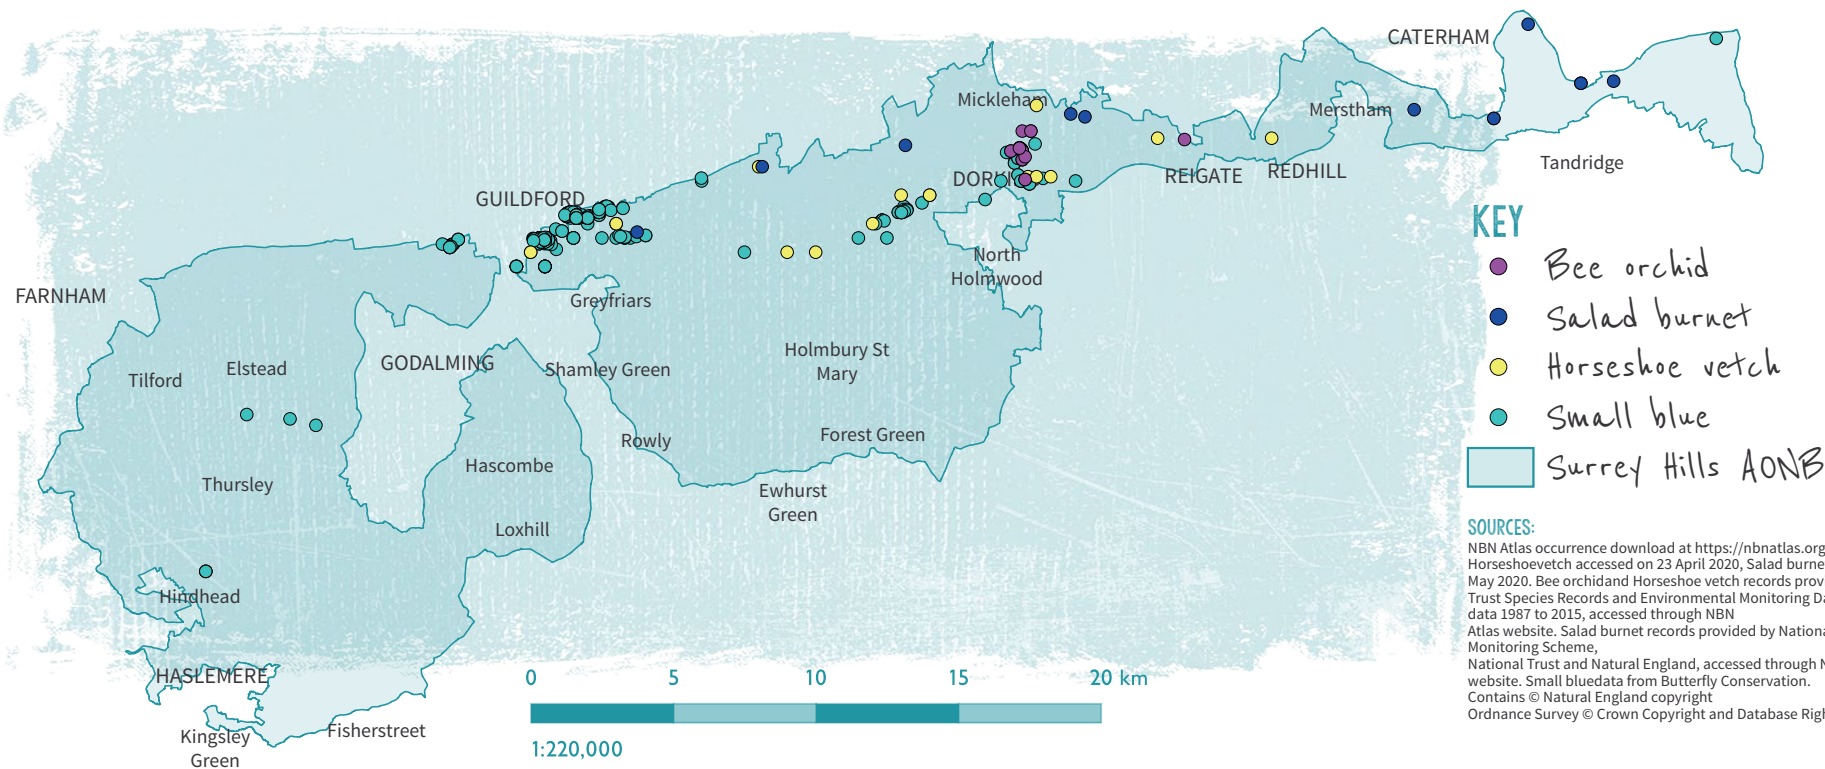 CATERHAM
Mickleham
Merstham
Tandridge
DORKI
REIGATE
REDHILL
GUILDFORD
North
Holmwood
FARNHAM
Greyfriars
GODALMING
Shamley Green
Holmbury St
Mary
Tilford
Elstead
Rowly
Forest Green
Hascombe
Thursley
Ewhurst
Green
Loxhill
Hindhead
HASLEMERE
Kingsley
Green
Fisherstreet
0 5 10 15 20 km
1:220,000
KEY
Bee orchid
Salad burnet
Horseshoe vetch
Small blue
Surrey Hills AONB
SOURCES:
NBN Atlas occurrence download at https://nbnatlas.org
Horseshoevetch accessed on 23 April 2020, Salad burne
May 2020. Bee orchidand Horseshoe vetch records prov
Trust Species Records and Environmental Monitoring Da
data 1987 to 2015, accessed through NBN
Atlas website. Salad burnet records provided by Nationa
Monitoring Scheme,
National Trust and Natural England, accessed through N
website. Small bluedata from Butterfly Conservation.
Contains © Natural England copyright
Ordnance Survey © Crown Copyright and Database Righ